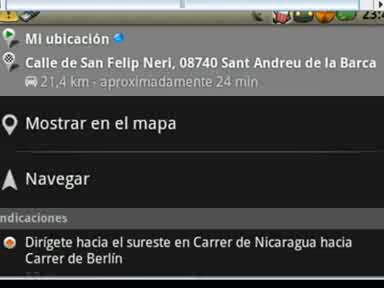 Mi ubicación
Calle de San Felip Neri, 08740 Sant Andreu de la Barca
21,4 km - aproximadamente 24 min
Mostrar en el mapa
Navegar
ndicaciones
Dirígete hacia el sureste en Carrer de Nicaragua hacia
Carrer de Berlín